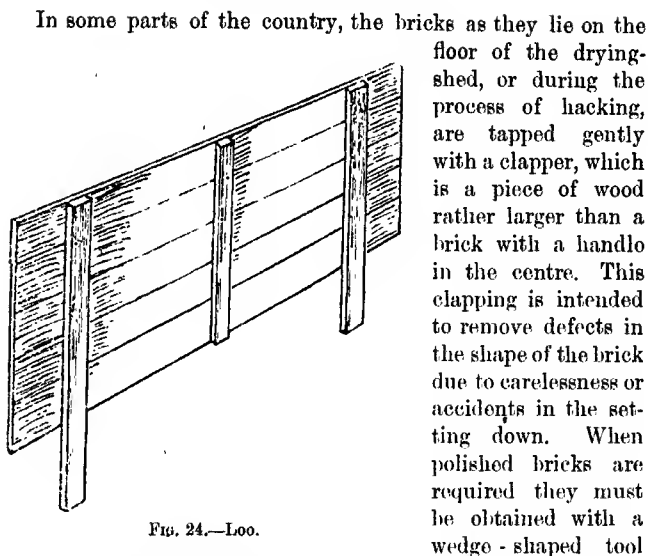 In some parts of the country, the bricks as they lie on the
floor of the drying-
shed, or during the
process of hacking,
are tapped gently
with a clapper, which
is a piece of wood
rather larger than a
brick with a handle
in the centre. This
clapping is intended
to remove defects in
the shape of the brick
due to carelessness or
accidents in the set-
ting down. When
polished bricks are
required they must
be obtained with a
wedge - shaped tool
FIG. 24.—LOO.